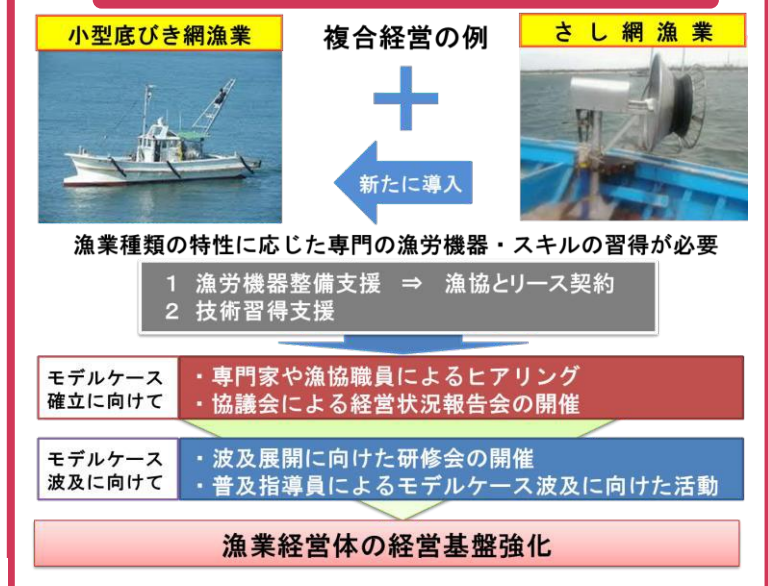 小型底びき網漁業
複合経営の例
さし網漁業
新たに導入
漁業種類の特性に応じた専門の漁労機器・スキルの習得が必要
1 漁労機器整備支援 ⇒ 漁協とリース契約
2 技術習得支援
モデルケース
確立に向けて
・専門家や漁協職員によるヒアリング
・協議会による経営状況報告会の開催
モデルケース
波及に向けて
・波及展開に向けた研修会の開催
・普及指導員によるモデルケース波及に向けた活動
漁業経営体の経営基盤強化